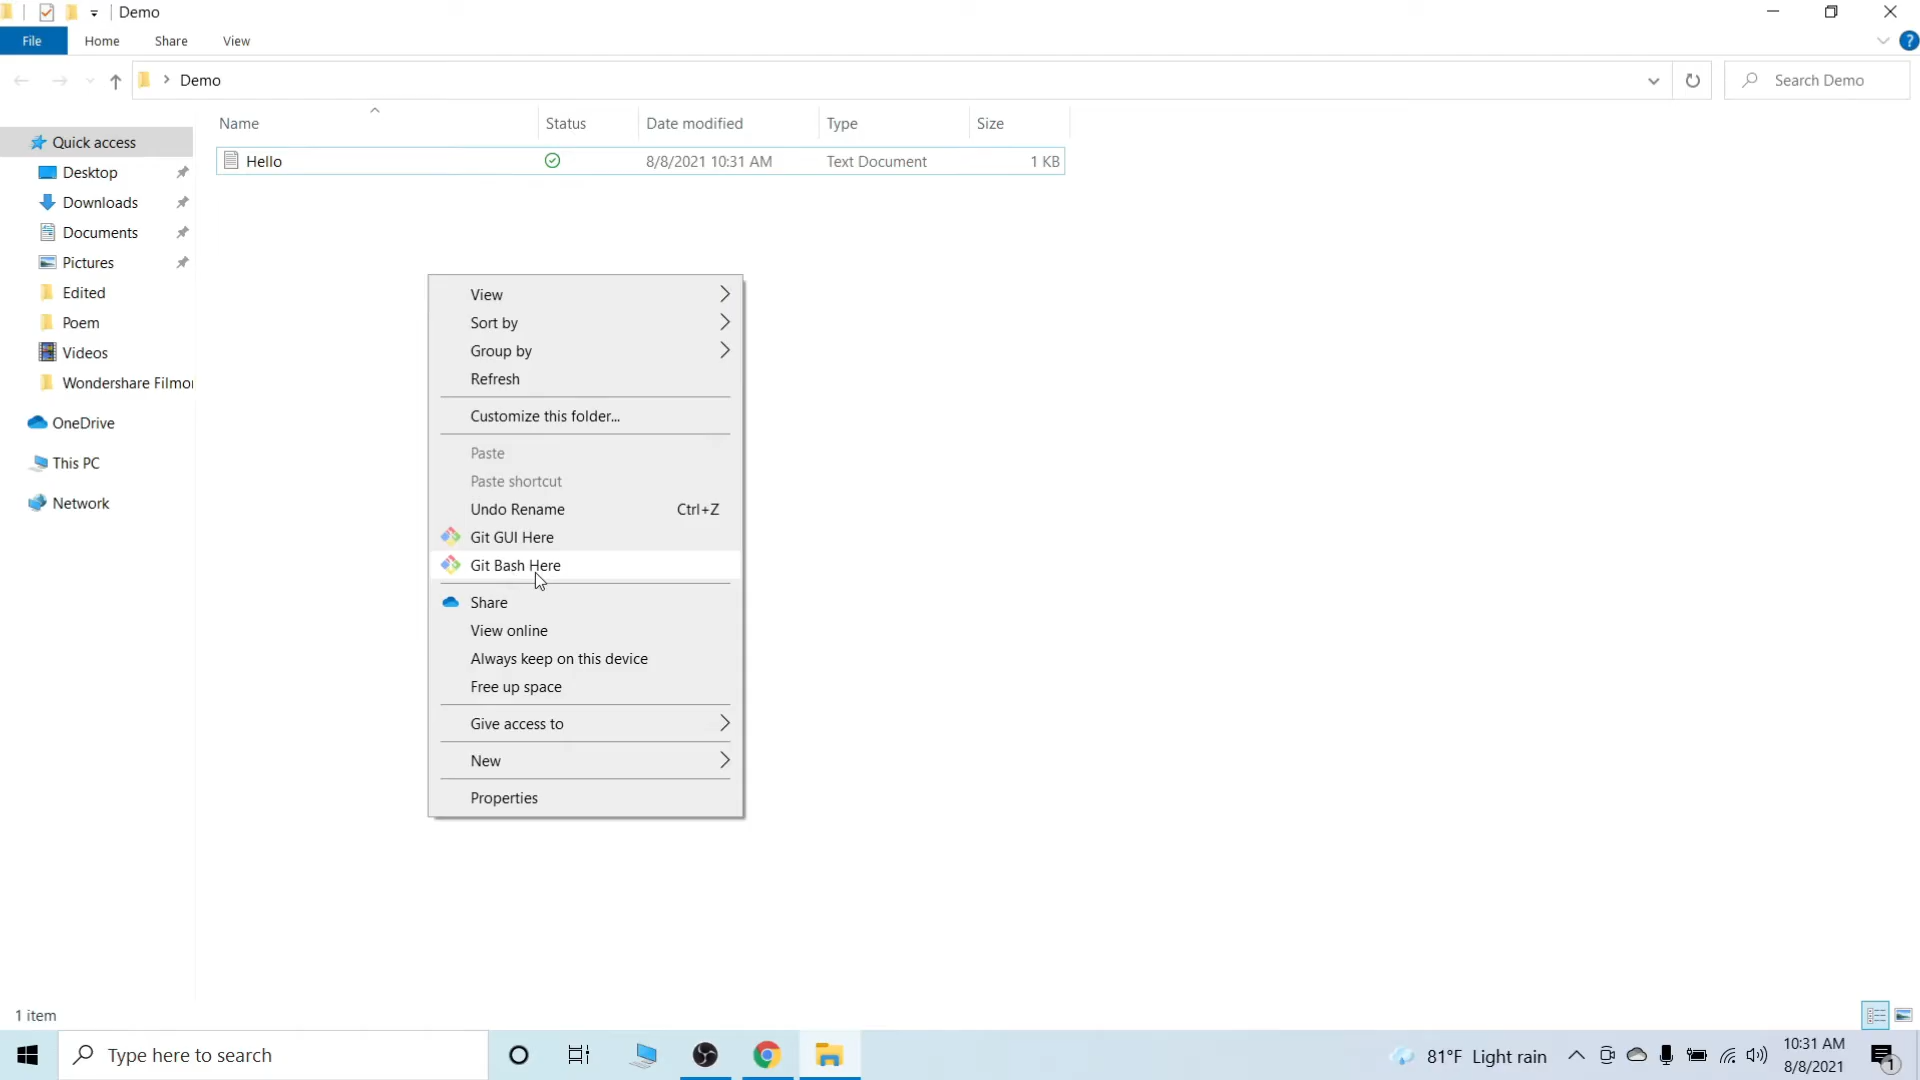 Demo
File Home Share View
Demo
Search Demo
Name Status Date modified Type Size
Hello 8/8/2021 10:31 AM Text Document 1 KB
Quick access
Desktop
Downloads
Documents
Pictures
Edited
Poem
Videos
Wondershare Filmo
OneDrive
This PC
Network
View
Sort by
Group by
Refresh
Customize this folder...
Paste
Paste shortcut
Undo Rename Ctrl+Z
Git GUI Here
Git Bash Here
Share
View online
Always keep on this device
Free up space
Give access to
New
Properties
1 item
Type here to search
81°F Light rain
10:31 AM
8/8/2021
1